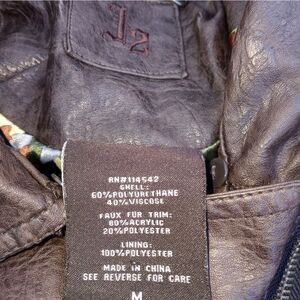 J2
RN#114542
SHELL:
60%POLYURETHANE
40%VISCOSE
FAUX FUR TRIM:
80%ACRYLIC
20%POLYESTER
LINING:
100%POLYESTER
MADE IN CHINA
SEE REVERSE FOR CARE
M